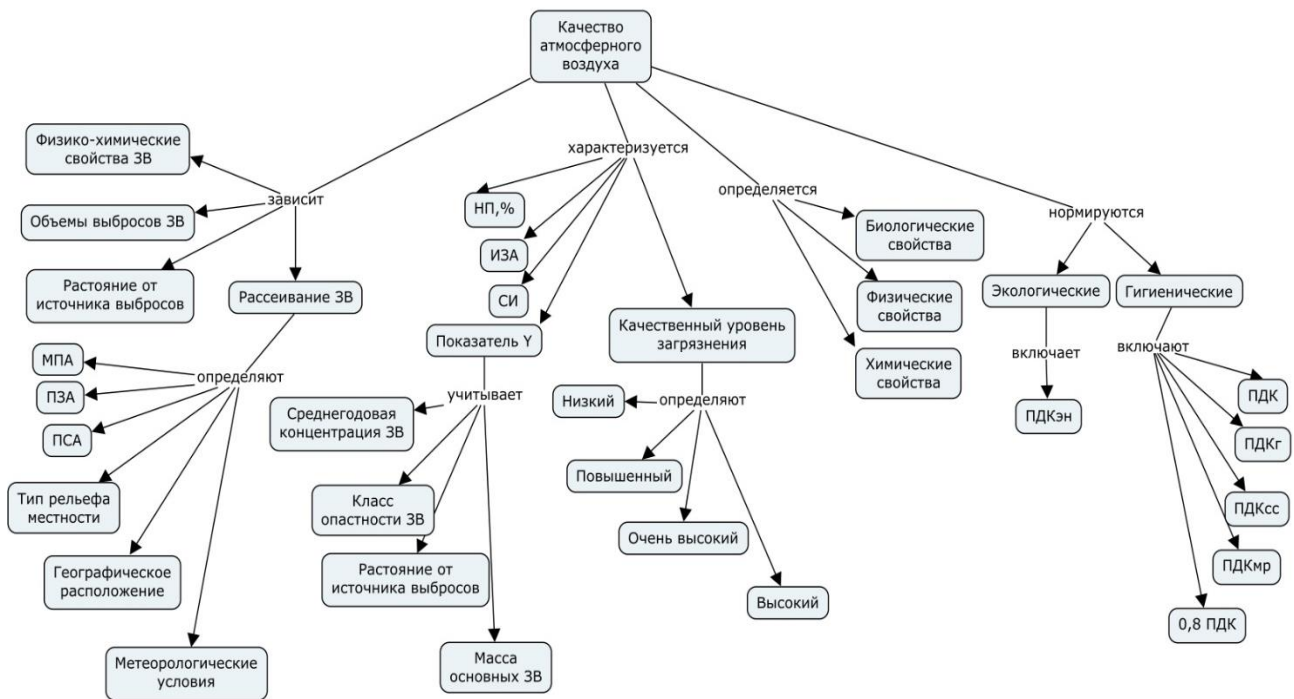 Качество
атмосферного
воздуха
Физико-химические
свойства ЗВ
зависит
Объемы выбросов ЗВ
Растояние от
источника выбросов
Рассеивание ЗВ
определяют
МПА
ПЗА
ПСА
Тип рельефа
местности
Географическое
расположение
Метеорологические
условия
характеризуется
НП,%
ИЗА
СИ
Показатель Y
учитывает
Среднегодовая
концентрация ЗВ
Класс
опастности ЗВ
Растояние от
источника выбросов
Масса
основных ЗВ
Качественный уровень
загрязнения
определяют
Низкий
Повышенный
Очень высокий
Высокий
определяется
Биологические
свойства
Физические
свойства
Химические
свойства
нормируются
Экологические
включает
ПДКэн
Гигиенические
включают
ПДК
ПДКг
ПДКсс
ПДКмр
0,8 ПДК